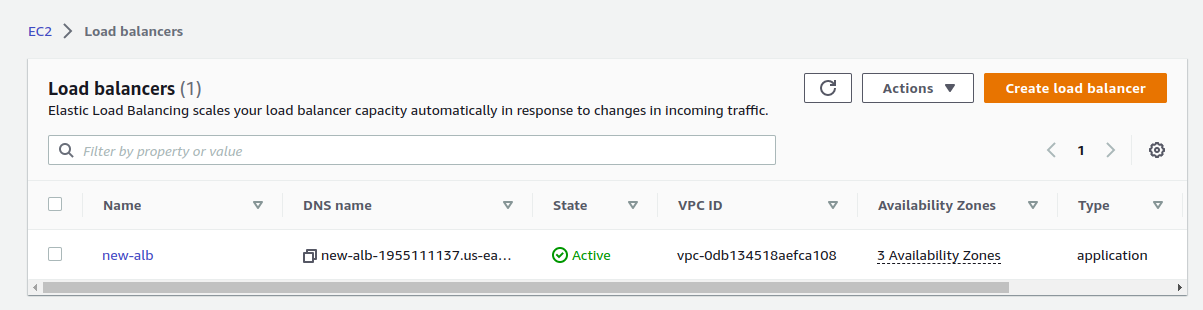 EC2 Load balancers
Load balancers (1)
Elastic Load Balancing scales your load balancer capacity automatically in response to changes in incoming traffic.
Actions
Create load balancer
Filter by property or value
1
Name DNS name State VPC ID Availability Zones Type
new-alb new-alb-1955111137.us-ea... Active vpc-0db134518aefca108 3 Availability Zones application